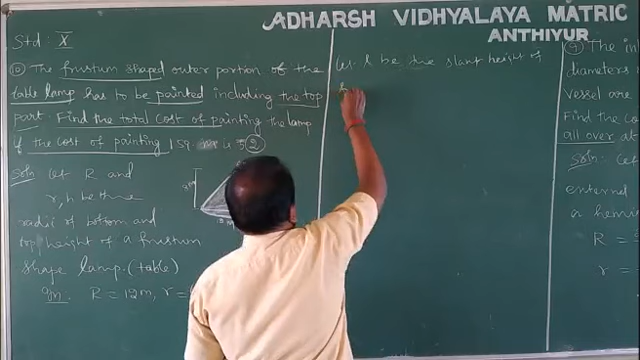 ADHARSH VIDHYALAYA MATRIC
ANTHIYUR
Std: X
⑩ The frustum shaped outer portion of the
table lamp has to be painted including the top
part. Find the total cost of painting the lamp
if the cost of painting 1 sq. is ₹ 2
Soln Let R and
r, h be the
radii of bottom and
top height of a frustum
shape lamp. (table)
R = 12m, r =
Let l be the slant height of
⑨ The in
diameters
Vessel are
Find the Co
all over at
Soln: Let
external
a hemi
R = 
r =